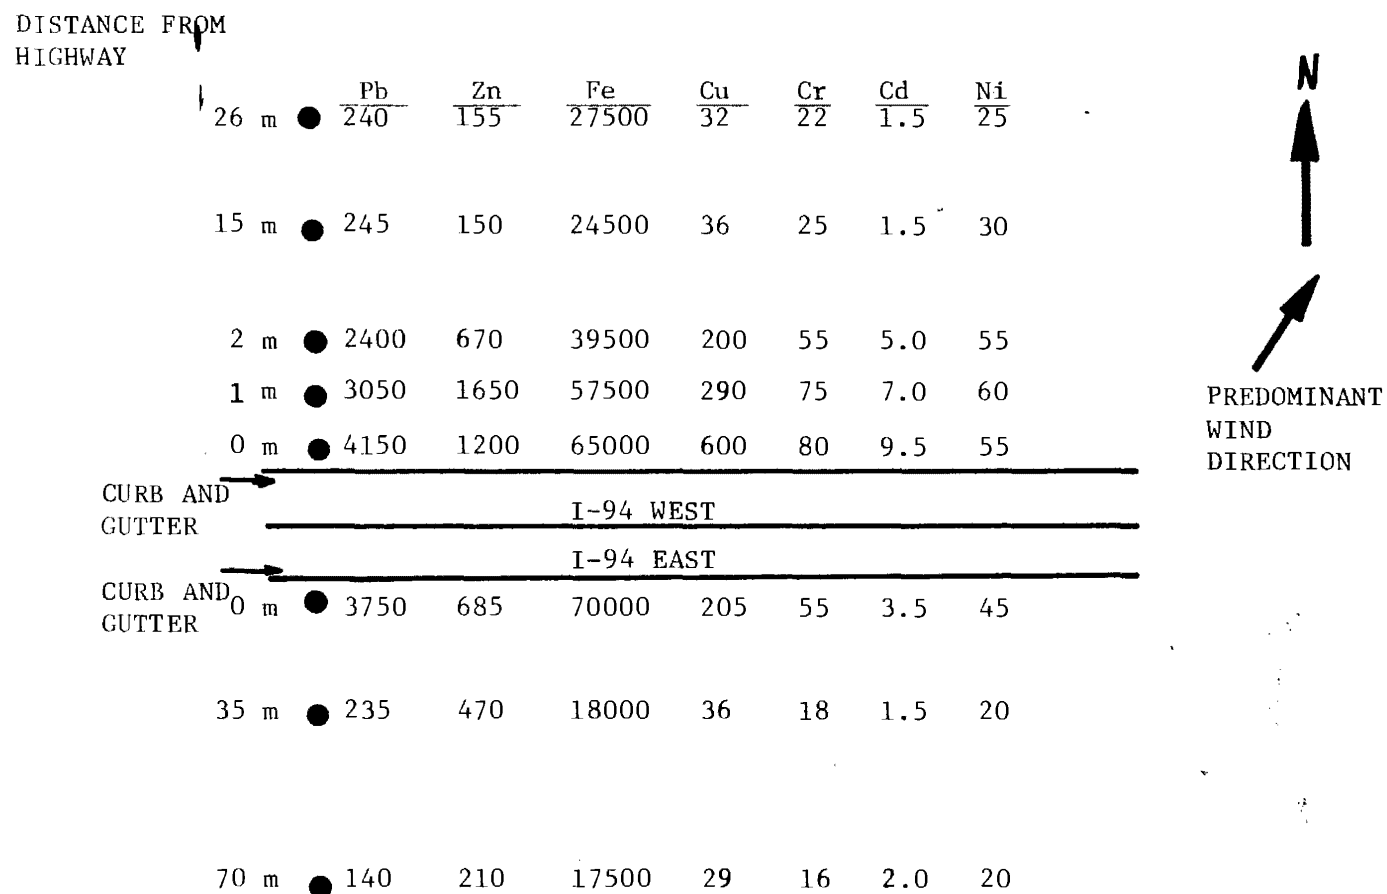 DISTANCE FROM
HIGHWAY
N
Pb Zn Fe Cu Cr Cd Ni
26 m 240 155 27500 32 22 1.5 25
15 m 245 150 24500 36 25 1.5 30
2 m 2400 670 39500 200 55 5.0 55
1 m 3050 1650 57500 290 75 7.0 60
0 m 4150 1200 65000 600 80 9.5 55
PREDOMINANT
WIND
DIRECTION
CURB AND
GUTTER
I-94 WEST
I-94 EAST
CURB AND
GUTTER
0 m 3750 685 70000 205 55 3.5 45
35 m 235 470 18000 36 18 1.5 20
70 m 140 210 17500 29 16 2.0 20